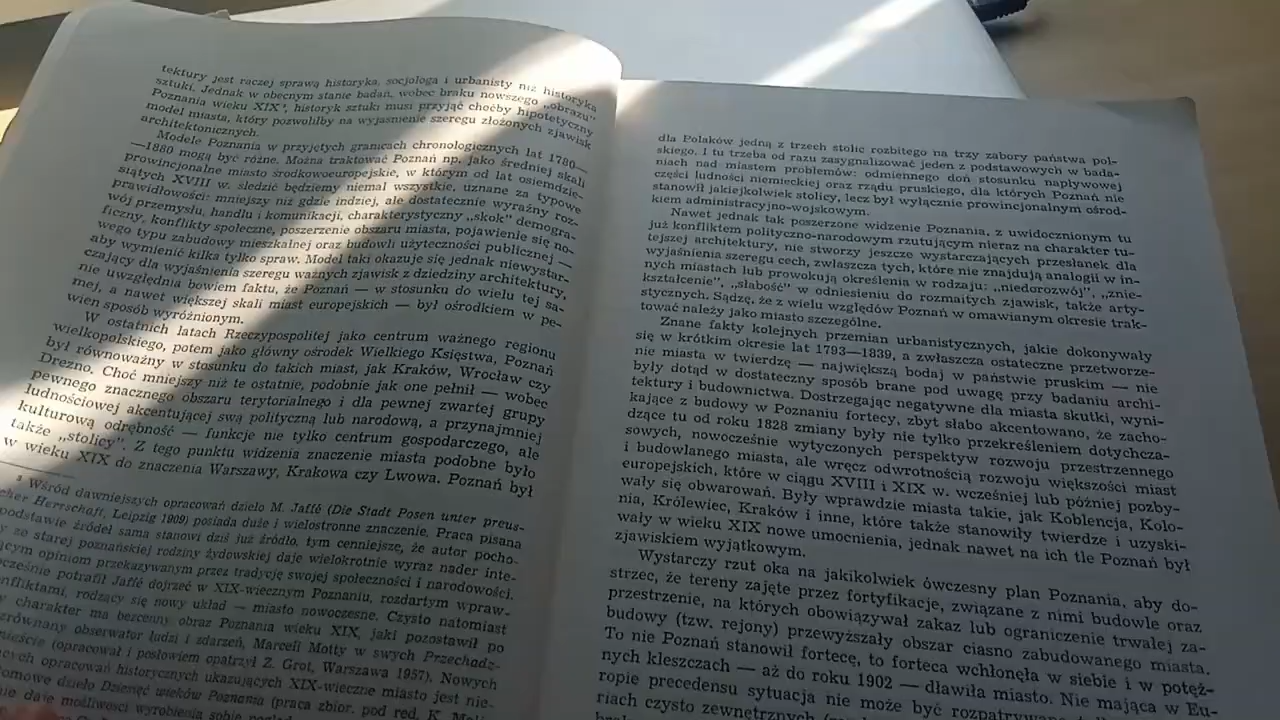 tektury jest raczej sprawą historyka, socjologa i urbanisty niż historyka
sztuki. Jednak w obecnym stanie badań, wobec braku nowszego „obrazu"
Poznania wieku XIX³, historyk sztuki musi przyjąć choćby hipotetyczny
model miasta, który pozwoliłby na wyjaśnienie szeregu złożonych zjawisk
architektonicznych.
Modele Poznania w przyjętych granicach chronologicznych lat 1780—
—1880 mogą być różne. Można traktować Poznań np. jako średniej skali
prowincjonalne miasto środkowoeuropejskie, w którym od lat osiemdzie-
siątych XVIII w. śledzić będziemy niemal wszystkie, uznane za typowe
prawidłowości: mniejszy niż gdzie indziej, ale dostatecznie wyraźny roz-
wój przemysłu, handlu i komunikacji, charakterystyczny „skok" demogra-
ficzny, konflikty społeczne, poszerzenie obszaru miasta, pojawienie się no-
wego typu zabudowy mieszkalnej oraz budowli użyteczności publicznej —
aby wymienić kilka tylko spraw. Model taki okazuje się jednak niewystar-
czający dla wyjaśnienia szeregu ważnych zjawisk z dziedziny architektury,
nie uwzględnia bowiem faktu, że Poznań — w stosunku do wielu tej sa-
mej, a nawet większej skali miast europejskich — był ośrodkiem w pe-
wien sposób wyróżnionym.
W ostatnich latach Rzeczypospolitej jako centrum ważnego regionu
wielkopolskiego, potem jako główny ośrodek Wielkiego Księstwa, Poznań
był równoważny w stosunku do takich miast, jak Kraków, Wrocław czy
Drezno. Choć mniejszy niż te ostatnie, podobnie jak one pełnił — wobec
pewnego znacznego obszaru terytorialnego i dla pewnej zwartej grupy
ludnościowej akcentującej swą polityczną lub narodową, a przynajmniej
kulturową odrębność — funkcje nie tylko centrum gospodarczego, ale
także „stolicy". Z tego punktu widzenia znaczenie miasta podobne było
w wieku XIX do znaczenia Warszawy, Krakowa czy Lwowa. Poznań był
³ Wśród dawniejszych opracowań dzieło M. Jaffé (Die Stadt Posen unter preus-
cher Herrschaft, Leipzig 1909) posiada duże i wielostronne znaczenie. Praca pisana
podstawie źródeł sama stanowi dziś już źródło, tym cenniejsze, że autor pocho-
y ze starej poznańskiej rodziny żydowskiej daje wielokrotnie wyraz nader inte-
jącym opiniom przekazywanym przez tradycję swojej społeczności i narodowości.
ocześnie potrafił Jaffé dojrzeć w XIX-wiecznym Poznaniu, rozdartym wpraw-
nfliktami, rodzący się nowy układ — miasto nowoczesne. Czysto natomiast
y charakter ma bezcenny obraz Poznania wieku XIX, jaki pozostawił po
zrównany obserwator ludzi i zdarzeń, Marceli Motty w swych Przechadz-
mieście (opracował i posłowiem opatrzył Z. Grot, Warszawa 1957). Nowych
ących opracowań historycznych ukazujących XIX-wieczne miasto jest nie-
omowe dzieło Dziesięć wieków Poznania (praca zbior. pod red. K.
nie daje możliwości wyrobienia sobie
dla Polaków jedną z trzech stolic rozbitego na trzy zabory państwa pol-
skiego. I tu trzeba od razu zasygnalizować jeden z podstawowych w bada-
niach nad miastem problemów: odmiennego doń stosunku napływowej
części ludności niemieckiej oraz rządu pruskiego, dla których Poznań nie
stanowił jakiejkolwiek stolicy, lecz był wyłącznie prowincjonalnym ośrod-
kiem administracyjno-wojskowym.
Nawet jednak tak poszerzone widzenie Poznania, z uwidocznionym tu
już konfliktem polityczno-narodowym rzutującym nieraz na charakter tu-
tejszej architektury, nie stworzy jeszcze wystarczających przesłanek dla
wyjaśnienia szeregu cech, zwłaszcza tych, które nie znajdują analogii w in-
nych miastach lub prowokują określenia w rodzaju: „niedorozwój", „znie-
kształcenie", „słabość" w odniesieniu do rozmaitych zjawisk, także arty-
stycznych. Sądzę, że z wielu względów Poznań w omawianym okresie trak-
tować należy jako miasto szczególne.
Znane fakty kolejnych przemian urbanistycznych, jakie dokonywały
się w krótkim okresie lat 1793—1839, a zwłaszcza ostateczne przetworze-
nie miasta w twierdzę — największą bodaj w państwie pruskim — nie
były dotąd w dostateczny sposób brane pod uwagę przy badaniu archi-
tektury i budownictwa. Dostrzegając negatywne dla miasta skutki, wyni-
kające z budowy w Poznaniu fortecy, zbyt słabo akcentowano, że zacho-
dzące tu od roku 1828 zmiany były nie tylko przekreśleniem dotychcza-
sowych, nowocześnie wytyczonych perspektyw rozwoju przestrzennego
i budowlanego miasta, ale wręcz odwrotnością rozwoju większości miast
europejskich, które w ciągu XVIII i XIX w. wcześniej lub później pozby-
wały się obwarowań. Były wprawdzie miasta takie, jak Koblencja, Kolo-
nia, Królewiec, Kraków i inne, które także stanowiły twierdze i uzyski-
wały w wieku XIX nowe umocnienia, jednak nawet na ich tle Poznań był
zjawiskiem wyjątkowym.
Wystarczy rzut oka na jakikolwiek ówczesny plan Poznania, aby do-
strzec, że tereny zajęte przez fortyfikacje, związane z nimi budowle oraz
przestrzenie, na których obowiązywał zakaz lub ograniczenie trwałej za-
budowy (tzw. rejony) przewyższały obszar ciasno zabudowanego miasta.
To nie Poznań stanowił fortecę, to forteca wchłonęła w siebie i w potęż-
nych kleszczach — aż do roku 1902 — dławiła miasto. Nie mająca w Eu-
ropie precedensu sytuacja nie może być rozpatrywana
riach czysto zewnętrznych